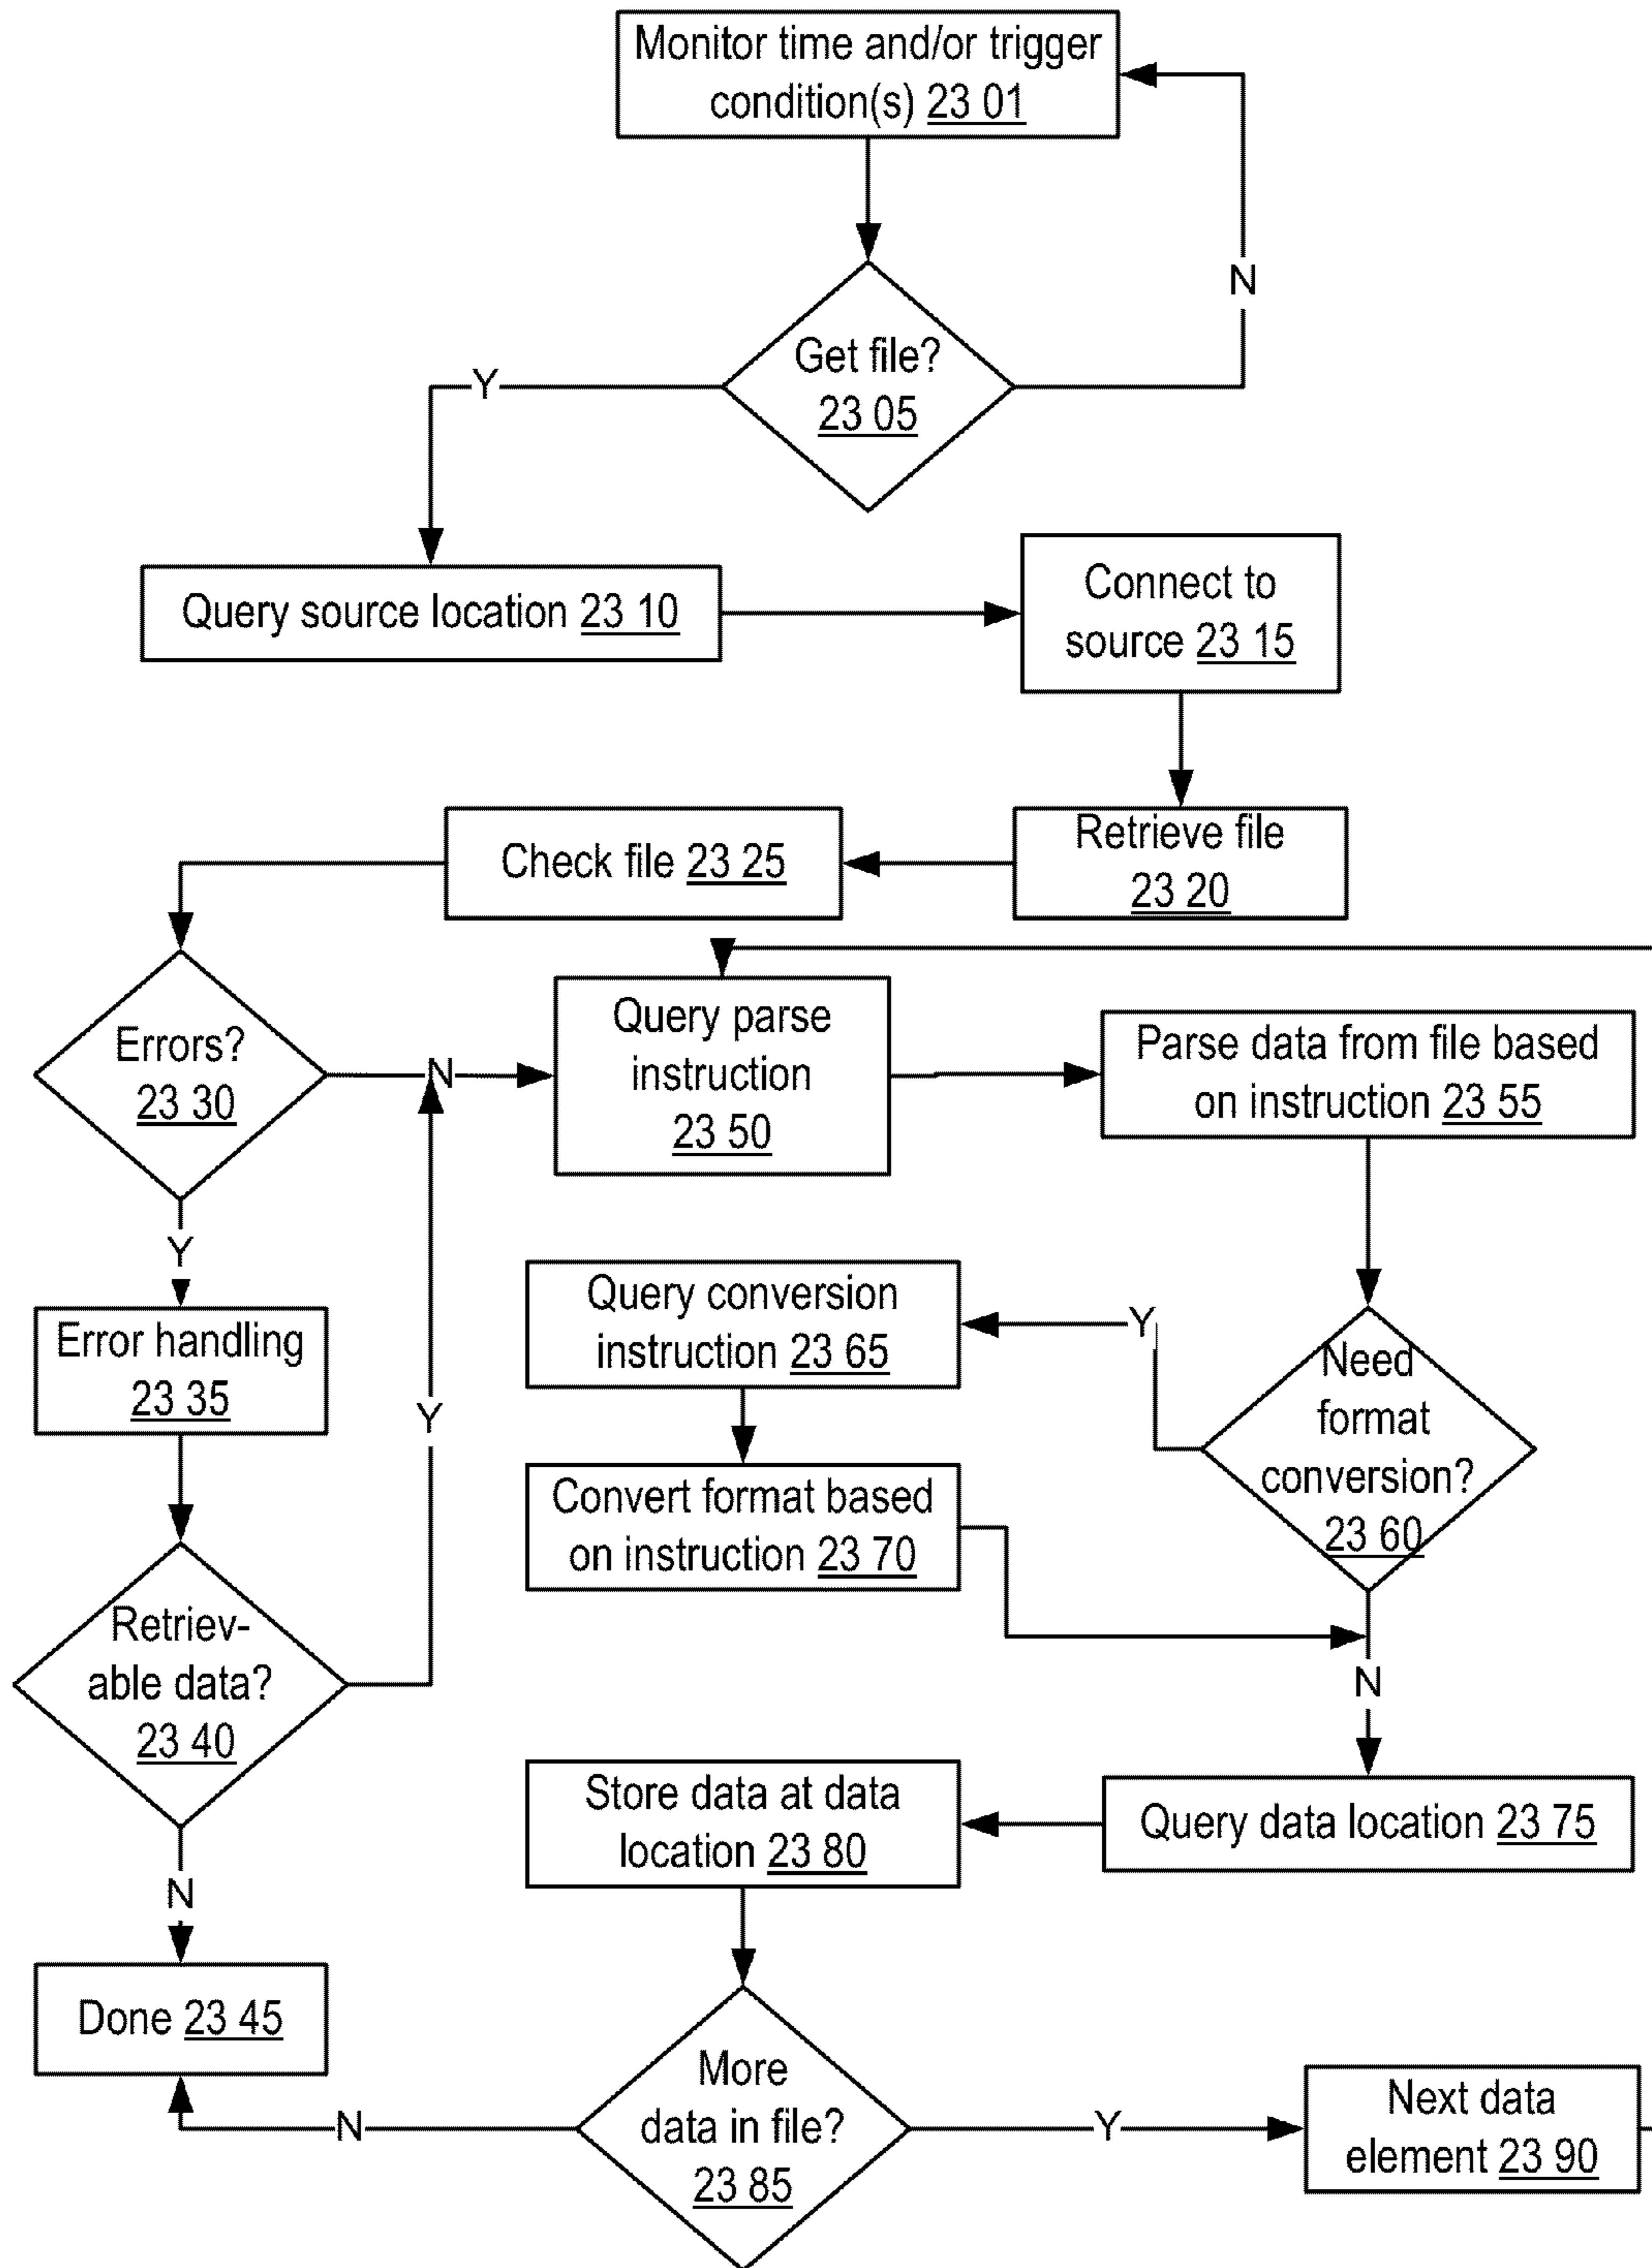 Monitor time and/or trigger
condition(s) 23 01
N
Get file?
23 05
Y
Query source location 23 10
Connect to
source 23 15
Retrieve file
23 20
Check file 23 25
Errors?
23 30
N
Query parse
instruction
23 50
Parse data from file based
on instruction 23 55
Y
Error handling
23 35
Y
Query conversion
instruction 23 65
Y
Need
format
conversion?
23 60
Convert format based
on instruction 23 70
Retriev-
able data?
23 40
N
N
Store data at data
location 23 80
Query data location 23 75
Done 23 45
More
data in file?
23 85
N
Y
Next data
element 23 90